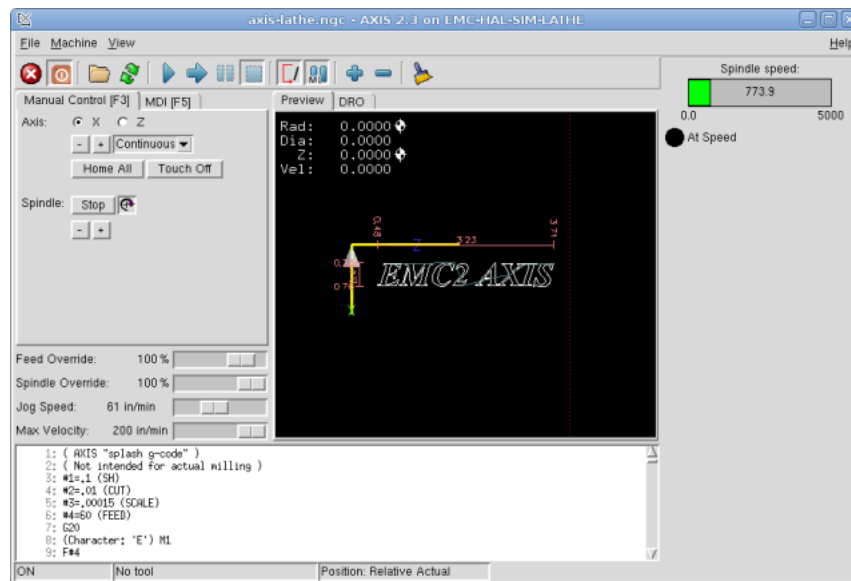 axis-lathe.ngc - AXIS 2.3 on EMC-HAL-SIM-LATHE
File Machine View Help
Manual Control [F3] MDI [F5]
Axis: X Z
- + Continuous
Home All Touch Off
Spindle: Stop
- +
Feed Override: 100 %
Spindle Override: 100 %
Jog Speed: 61 in/min
Max Velocity: 200 in/min
Preview DRO
Rad: 0.0000
Dia: 0.0000
Z: 0.0000
Vel: 0.0000
0.48 3.23 3.71
Z
EMC2 AXIS
X
Spindle speed:
773.9
0.0 5000
At Speed
1: ( AXIS "splash g-code" )
2: ( Not intended for actual milling )
3: #1=.1 (SH)
4: #2=.01 (CUT)
5: #3=.00015 (SCALE)
6: #4=60 (FEED)
7: G20
8: (Character: 'E') M1
9: F#4
ON No tool Position: Relative Actual